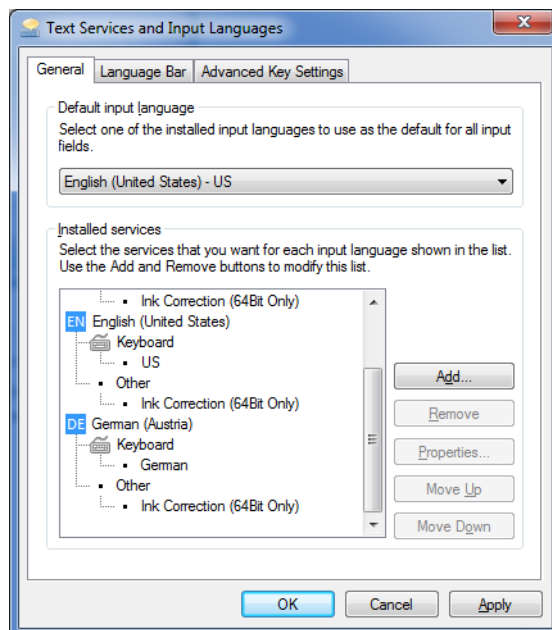 Text Services and Input Languages
General Language Bar Advanced Key Settings
Default input language
Select one of the installed input languages to use as the default for all input
fields.
English (United States) - US
Installed services
Select the services that you want for each input language shown in the list.
Use the Add and Remove buttons to modify this list.
Ink Correction (64Bit Only)
EN English (United States)
Keyboard
US
Other
Ink Correction (64Bit Only)
DE German (Austria)
Keyboard
German
Other
Ink Correction (64Bit Only)
Add...
Remove
Properties...
Move Up
Move Down
OK Cancel Apply